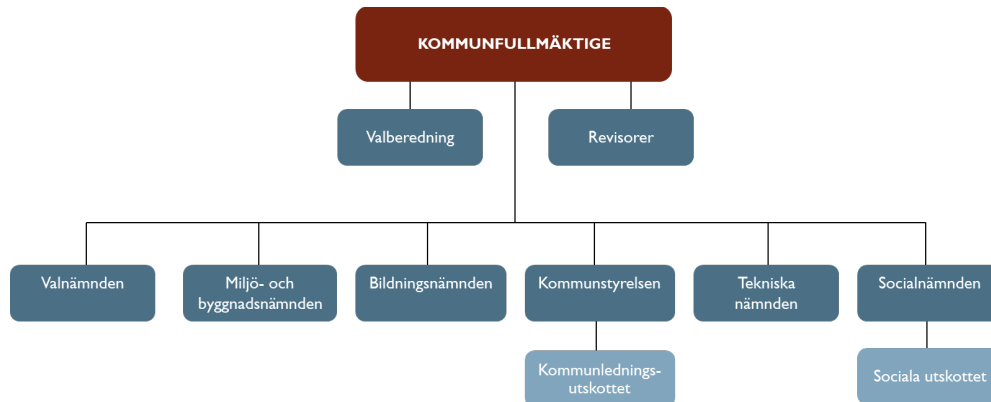 KOMMUNFULLMÄKTIGE
Valberedning
Revisorer
Valnämnden
Miljö- och
byggnadsnämnden
Bildningsnämnden
Kommunstyrelsen
Tekniska
nämnden
Socialnämnden
Kommunlednings-
utskottet
Sociala utskottet